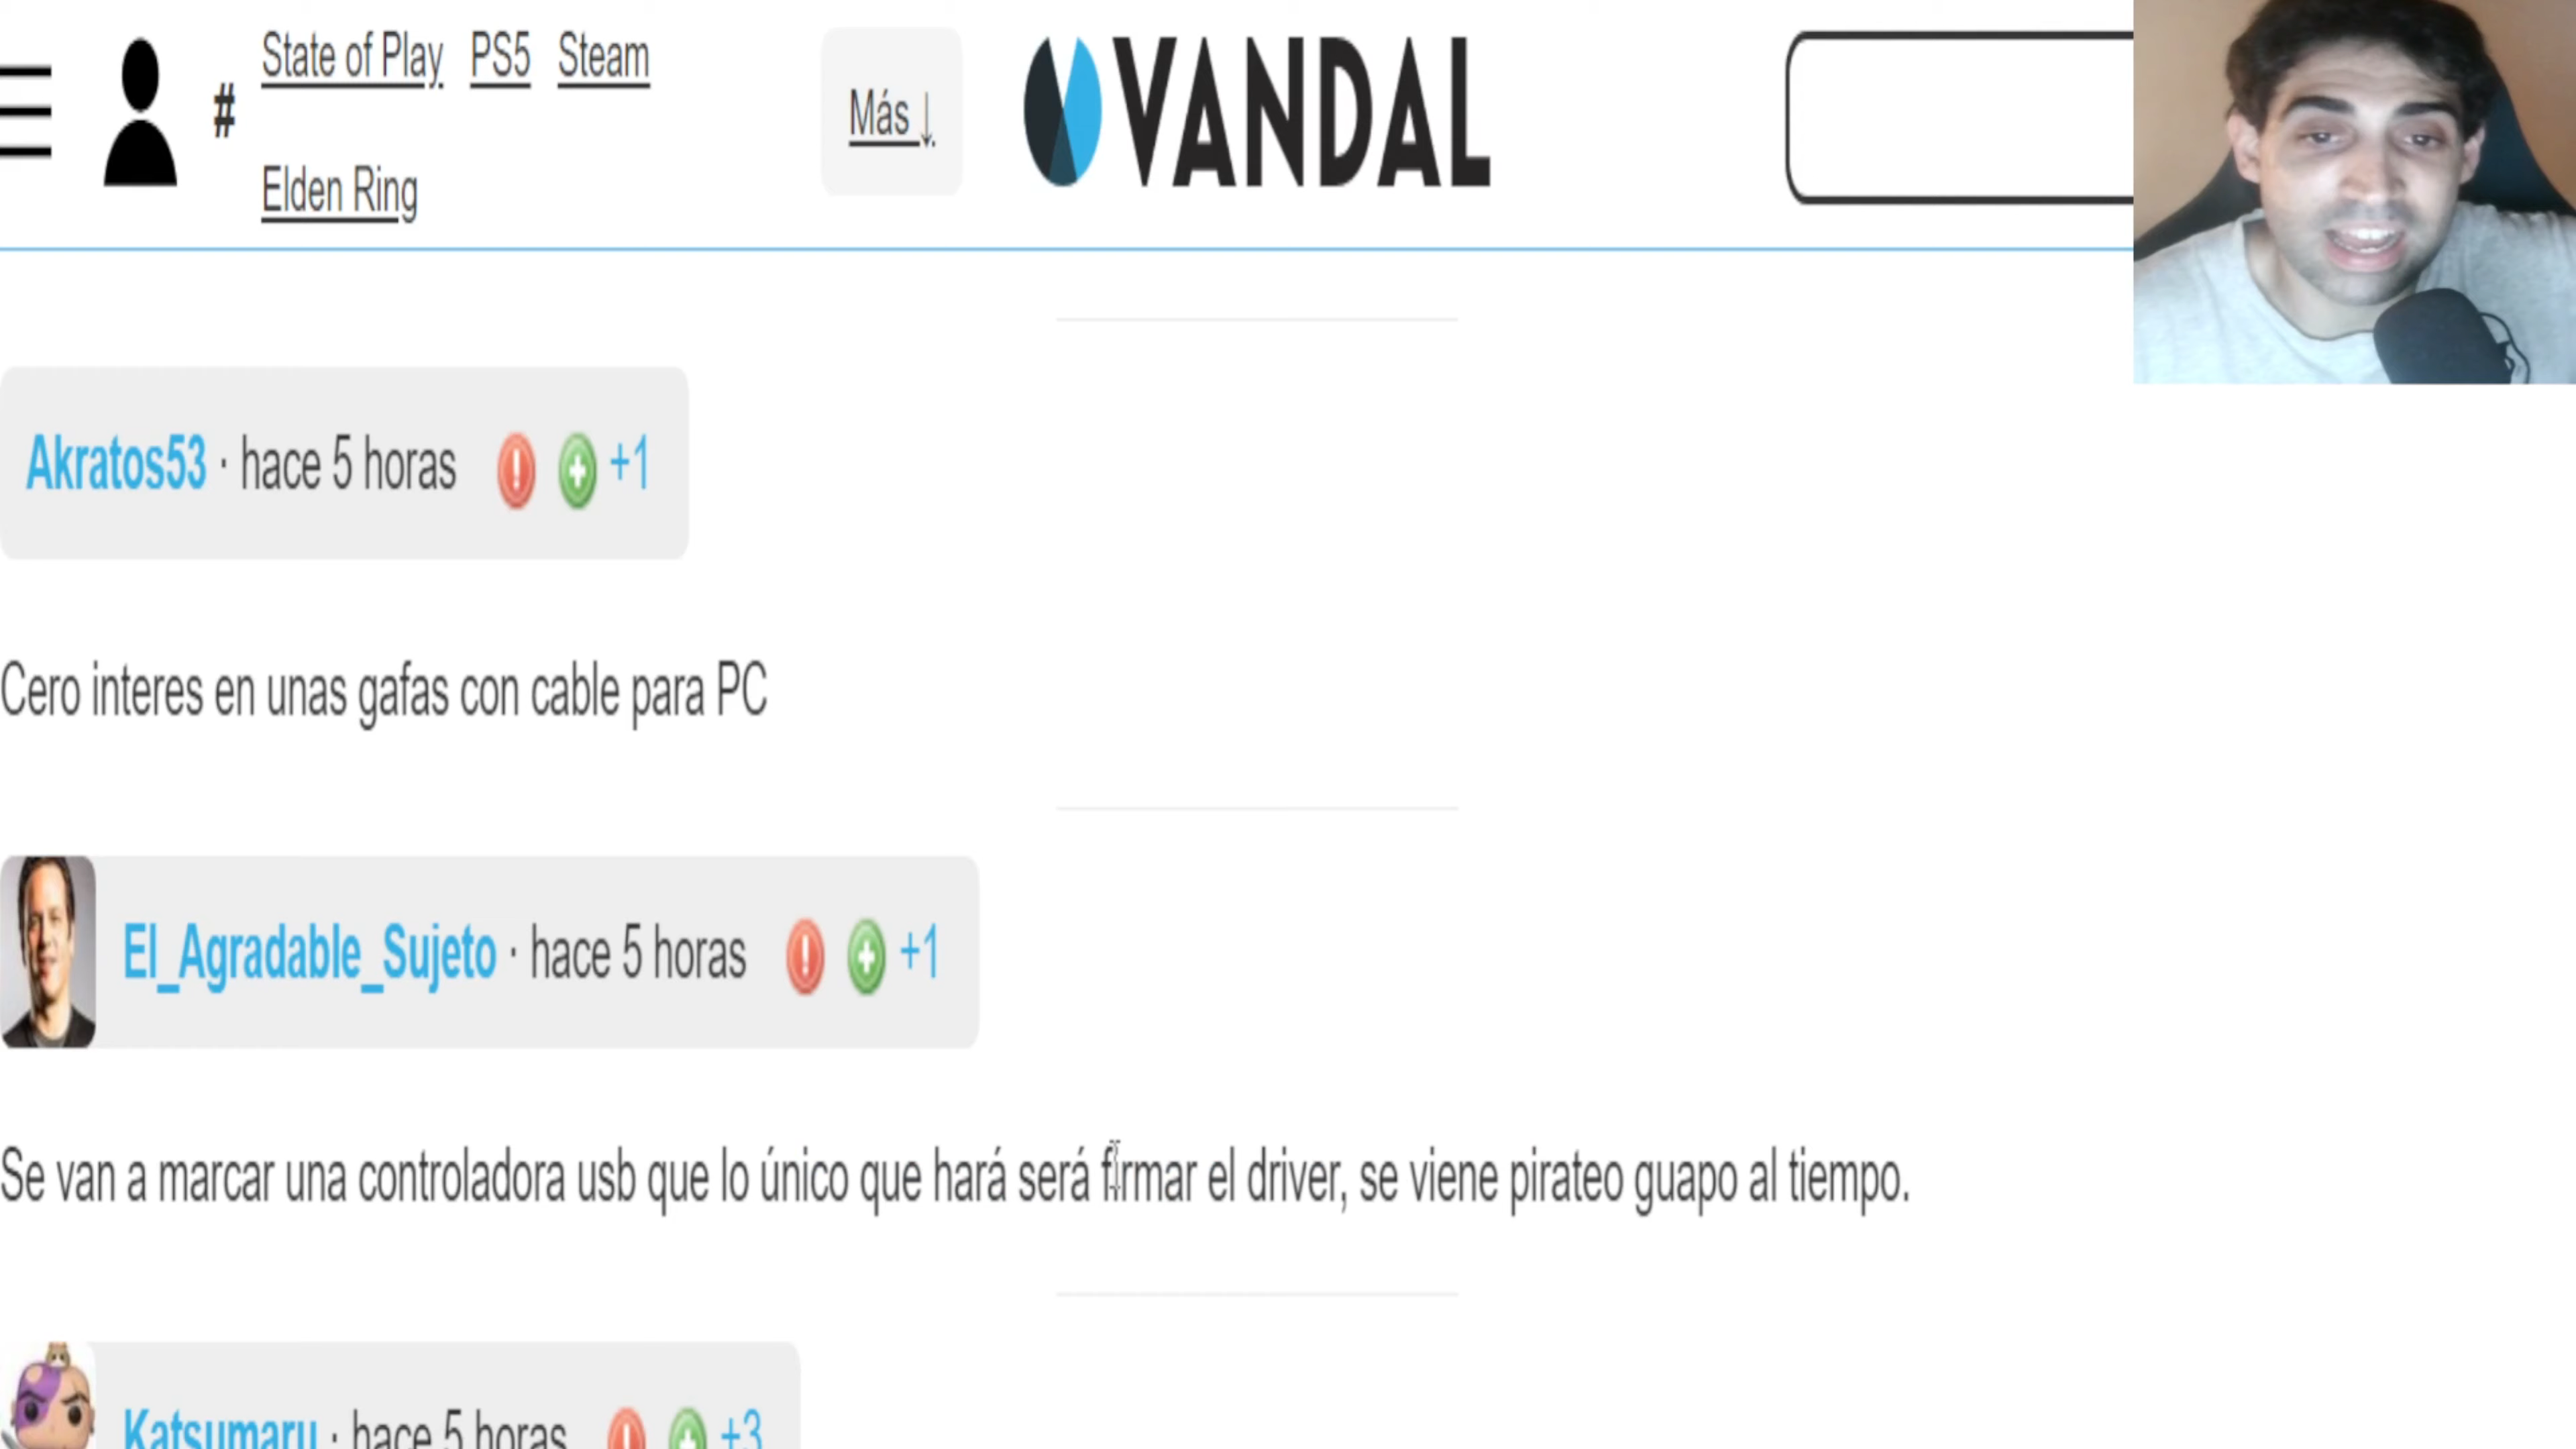 # State of Play PS5 Steam
Elden Ring
Más ↓
VANDAL
Akratos53 · hace 5 horas +1
Cero interes en unas gafas con cable para PC
El_Agradable_Sujeto · hace 5 horas +1
Se van a marcar una controladora usb que lo único que hará será firmar el driver, se viene pirateo guapo al tiempo.
Katsumaru · hace 5 horas +3